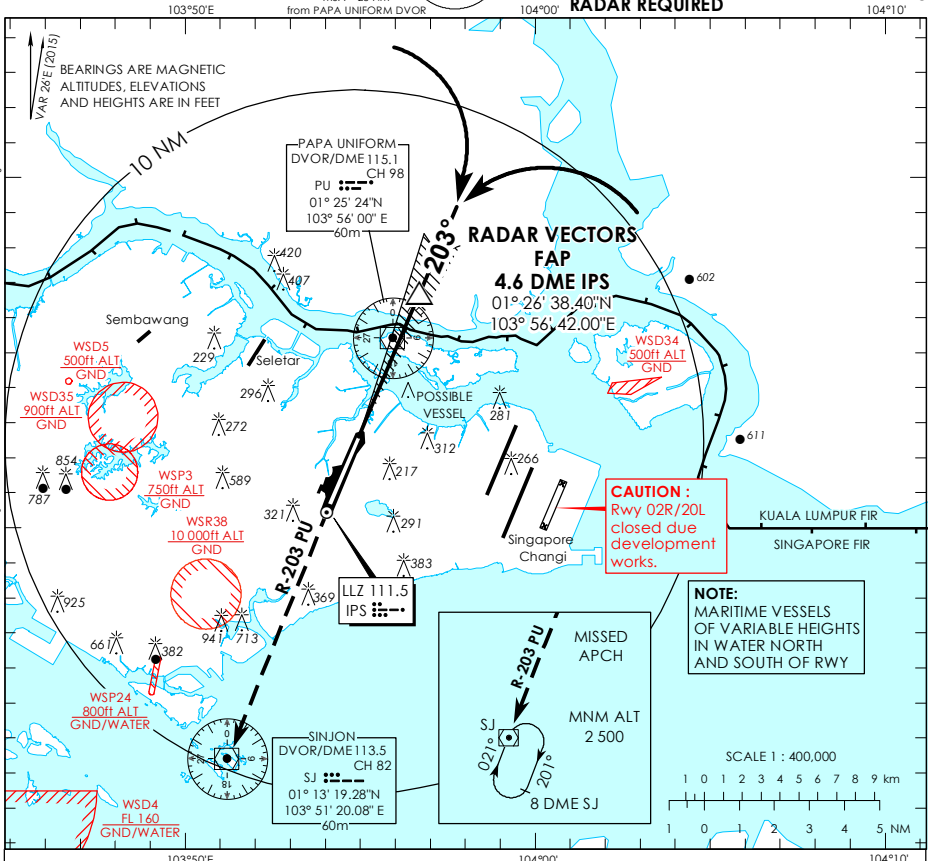 103°50'E
from PAPA UNIFORM DVOR
RADAR REQUIRED
104°00'
104°10'
VAR 26'E (2015)
BEARINGS ARE MAGNETIC
ALTITUDES, ELEVATIONS
AND HEIGHTS ARE IN FEET
10 NM
PAPA UNIFORM
DVOR/DME 115.1
CH 98
PU
01° 25' 24"N
103° 56' 00" E
60m
203°
RADAR VECTORS
FAP
4.6 DME IPS
01° 26' 38.40"N
103° 56' 42.00"E
602
420
407
Sembawang
229
Seletar
296
0
9
27
WSD5
500ft ALT
GND
WSD35
900ft ALT
GND
WSD34
500ft ALT
GND
POSSIBLE
VESSEL
281
272
312
611
854
787
589
217
266
WSP3
750ft ALT
GND
WSR38
10 000ft ALT
GND
321
291
383
Singapore
Changi
CAUTION :
Rwy 02R/20L
closed due
development
works.
KUALA LUMPUR FIR
SINGAPORE FIR
R-203 PU
LLZ 111.5
IPS
369
925
941
713
661
382
NOTE:
MARITIME VESSELS
OF VARIABLE HEIGHTS
IN WATER NORTH
AND SOUTH OF RWY
WSP24
800ft ALT
GND/WATER
0
9
18
27
SINJON
DVOR/DME 113.5
CH 82
SJ
01° 13' 19.28"N
103° 51' 20.08" E
60m
R-203 PU
MISSED
APCH
MNM ALT
2 500
SJ
021°
201°
8 DME SJ
WSD4
FL 160
GND/WATER
SCALE 1 : 400,000
1 0 1 2 3 4 5 6 7 8 9 km
1 0 1 2 3 4 5 NM
103°50'E
104°00'
104°10'